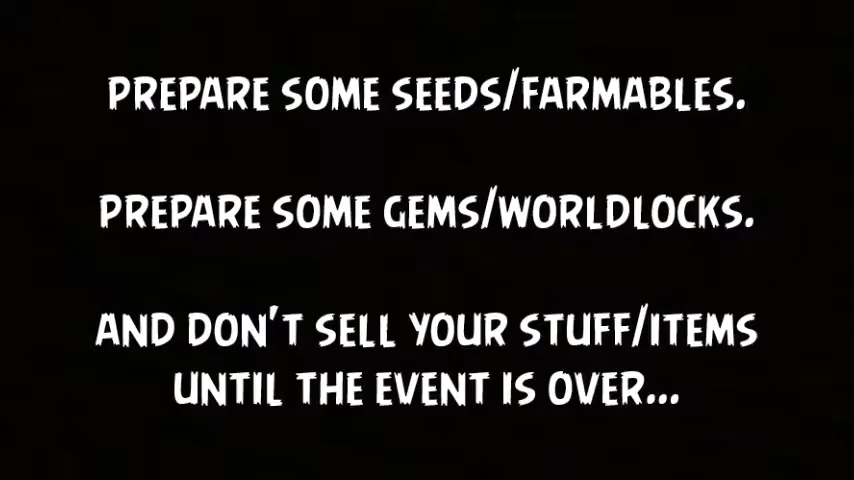 PREPARE SOME SEEDS/FARMABLES.
PREPARE SOME GEMS/WORLDLOCKS.
AND DON'T SELL YOUR STUFF/ITEMS
UNTIL THE EVENT IS OVER...